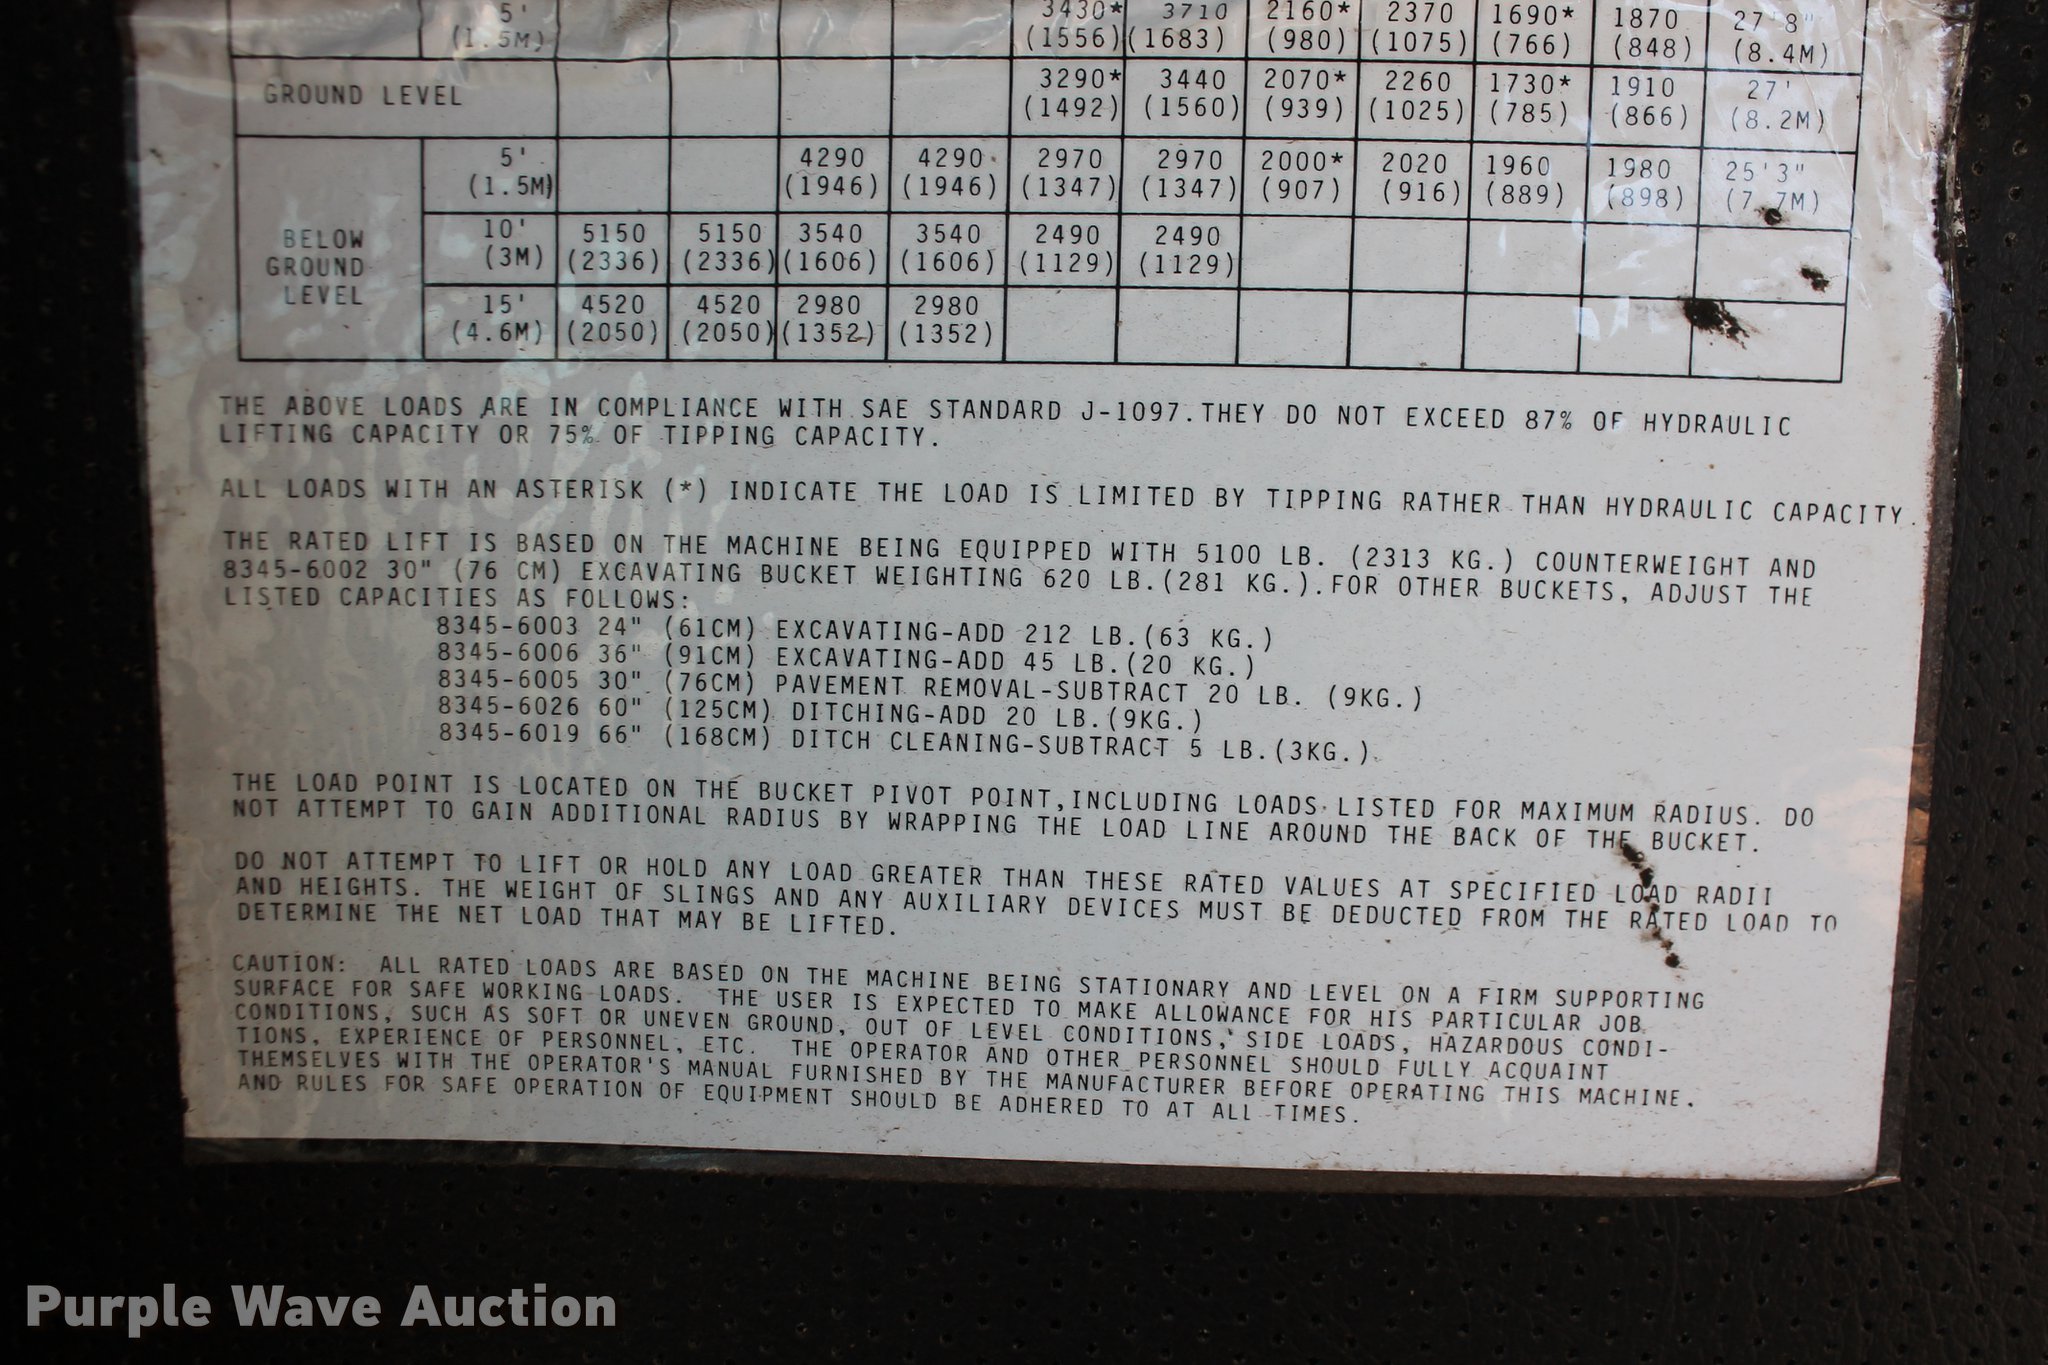 5' 3430* 3710 2160* 2370 1690* 1870 27'8"
(1.5M) (1556) (1683) (980) (1075) (766) (848) (8.4M)
GROUND LEVEL 3290* 3440 2070* 2260 1730* 1910 27'
(1492) (1560) (939) (1025) (785) (866) (8.2M)
5' 4290 4290 2970 2970 2000* 2020 1960 1980 25'3"
(1.5M) (1946) (1946) (1347) (1347) (907) (916) (889) (898) (7.7M)
BELOW 10' 5150 5150 3540 3540 2490 2490
GROUND (3M) (2336) (2336) (1606) (1606) (1129) (1129)
LEVEL 15' 4520 4520 2980 2980
(4.6M) (2050) (2050) (1352) (1352)
THE ABOVE LOADS ARE IN COMPLIANCE WITH SAE STANDARD J-1097.THEY DO NOT EXCEED 87% OF HYDRAULIC
LIFTING CAPACITY OR 75% OF TIPPING CAPACITY.
ALL LOADS WITH AN ASTERISK (*) INDICATE THE LOAD IS LIMITED BY TIPPING RATHER THAN HYDRAULIC CAPACITY.
THE RATED LIFT IS BASED ON THE MACHINE BEING EQUIPPED WITH 5100 LB. (2313 KG.) COUNTERWEIGHT AND
8345-6002 30" (76 CM) EXCAVATING BUCKET WEIGHTING 620 LB.(281 KG.).FOR OTHER BUCKETS, ADJUST THE
LISTED CAPACITIES AS FOLLOWS:
8345-6003 24" (61CM) EXCAVATING-ADD 212 LB.(63 KG.)
8345-6006 36" (91CM) EXCAVATING-ADD 45 LB.(20 KG.)
8345-6005 30" (76CM) PAVEMENT REMOVAL-SUBTRACT 20 LB. (9KG.)
8345-6026 60" (125CM) DITCHING-ADD 20 LB.(9KG.)
8345-6019 66" (168CM) DITCH CLEANING-SUBTRACT 5 LB.(3KG.).
THE LOAD POINT IS LOCATED ON THE BUCKET PIVOT POINT,INCLUDING LOADS LISTED FOR MAXIMUM RADIUS. DO
NOT ATTEMPT TO GAIN ADDITIONAL RADIUS BY WRAPPING THE LOAD LINE AROUND THE BACK OF THE BUCKET.
DO NOT ATTEMPT TO LIFT OR HOLD ANY LOAD GREATER THAN THESE RATED VALUES AT SPECIFIED LOAD RADII
AND HEIGHTS. THE WEIGHT OF SLINGS AND ANY AUXILIARY DEVICES MUST BE DEDUCTED FROM THE RATED LOAD TO
DETERMINE THE NET LOAD THAT MAY BE LIFTED.
CAUTION: ALL RATED LOADS ARE BASED ON THE MACHINE BEING STATIONARY AND LEVEL ON A FIRM SUPPORTING
SURFACE FOR SAFE WORKING LOADS. THE USER IS EXPECTED TO MAKE ALLOWANCE FOR HIS PARTICULAR JOB
CONDITIONS, SUCH AS SOFT OR UNEVEN GROUND, OUT OF LEVEL CONDITIONS, SIDE LOADS, HAZARDOUS CONDI-
TIONS, EXPERIENCE OF PERSONNEL, ETC. THE OPERATOR AND OTHER PERSONNEL SHOULD FULLY ACQUAINT
THEMSELVES WITH THE OPERATOR'S MANUAL FURNISHED BY THE MANUFACTURER BEFORE OPERATING THIS MACHINE.
AND RULES FOR SAFE OPERATION OF EQUIPMENT SHOULD BE ADHERED TO AT ALL TIMES.
Purple Wave Auction